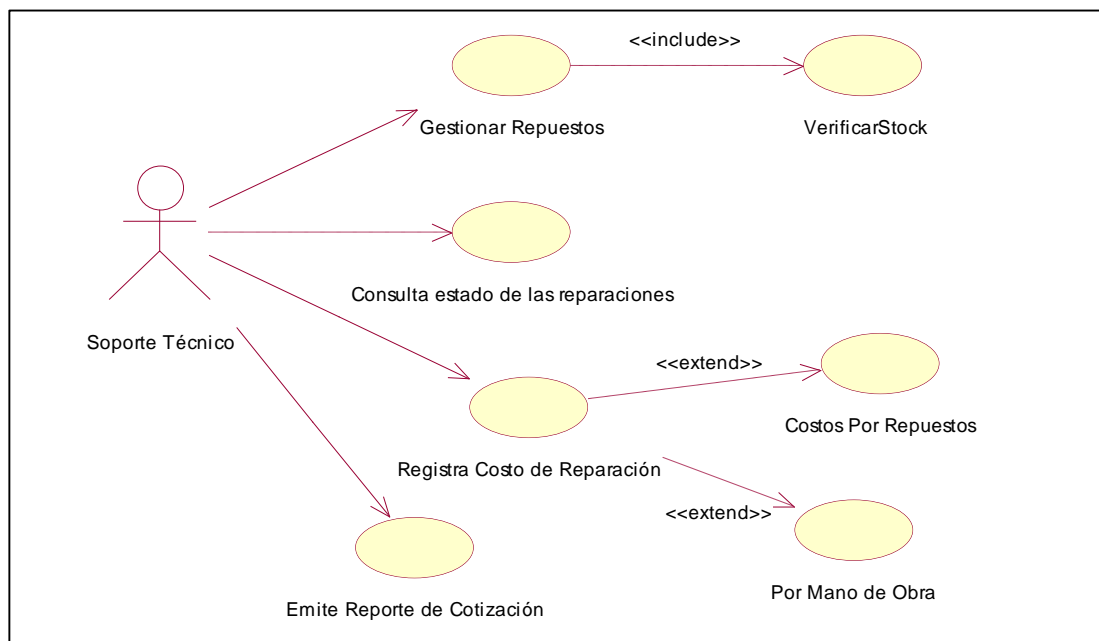 <<include>>
Gestionar Repuestos
VerificarStock
Consulta estado de las reparaciones
Soporte Técnico
<<extend>>
Costos Por Repuestos
Registra Costo de Reparación
<<extend>>
Por Mano de Obra
Emite Reporte de Cotización